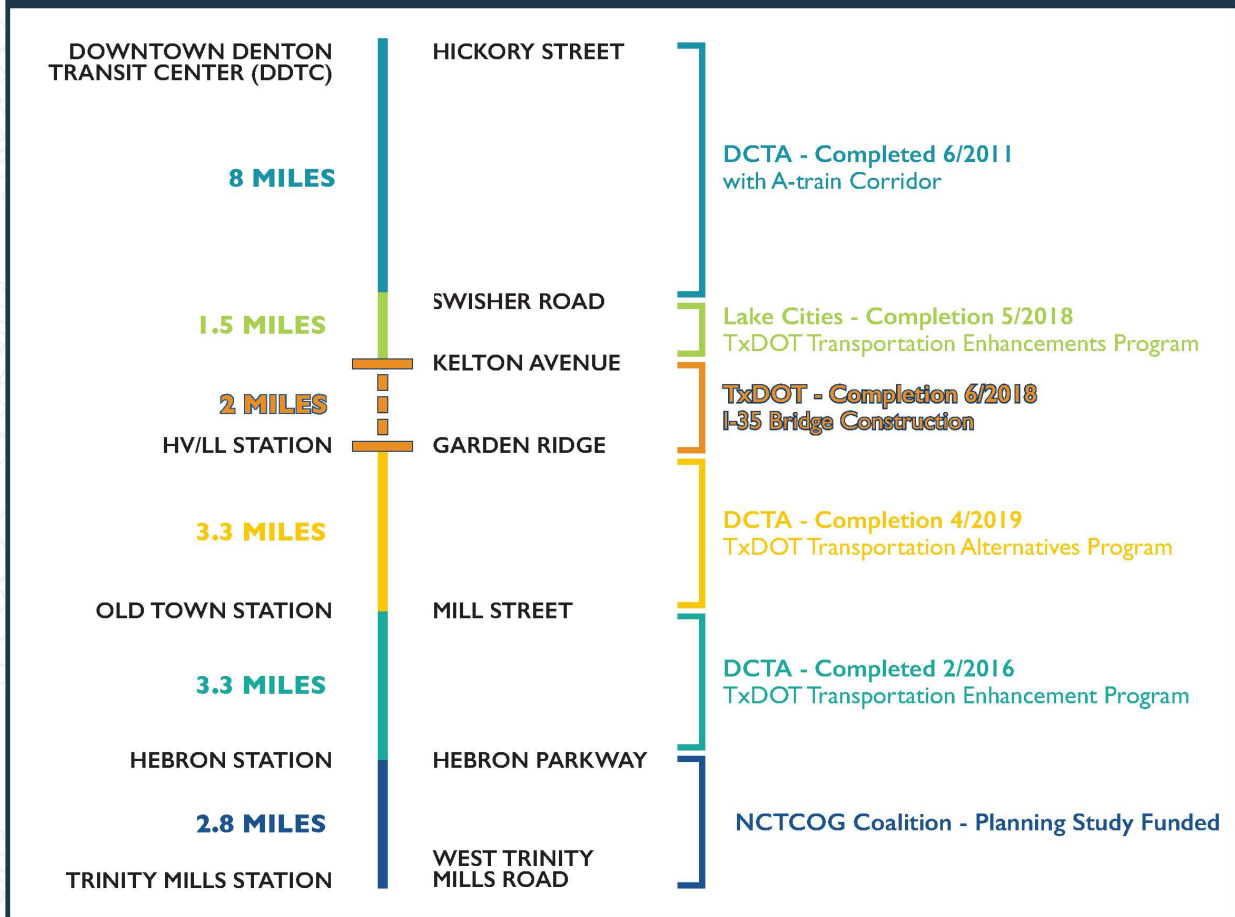 DOWNTOWN DENTON
TRANSIT CENTER (DDTC)
HICKORY STREET
8 MILES
DCTA - Completed 6/2011
with A-train Corridor
SWISHER ROAD
1.5 MILES
Lake Cities - Completion 5/2018
TxDOT Transportation Enhancements Program
KELTON AVENUE
2 MILES
TxDOT - Completion 6/2018
I-35 Bridge Construction
HV/LL STATION
GARDEN RIDGE
3.3 MILES
DCTA - Completion 4/2019
TxDOT Transportation Alternatives Program
OLD TOWN STATION
MILL STREET
3.3 MILES
DCTA - Completed 2/2016
TxDOT Transportation Enhancement Program
HEBRON STATION
HEBRON PARKWAY
2.8 MILES
NCTCOG Coalition - Planning Study Funded
TRINITY MILLS STATION
WEST TRINITY
MILLS ROAD